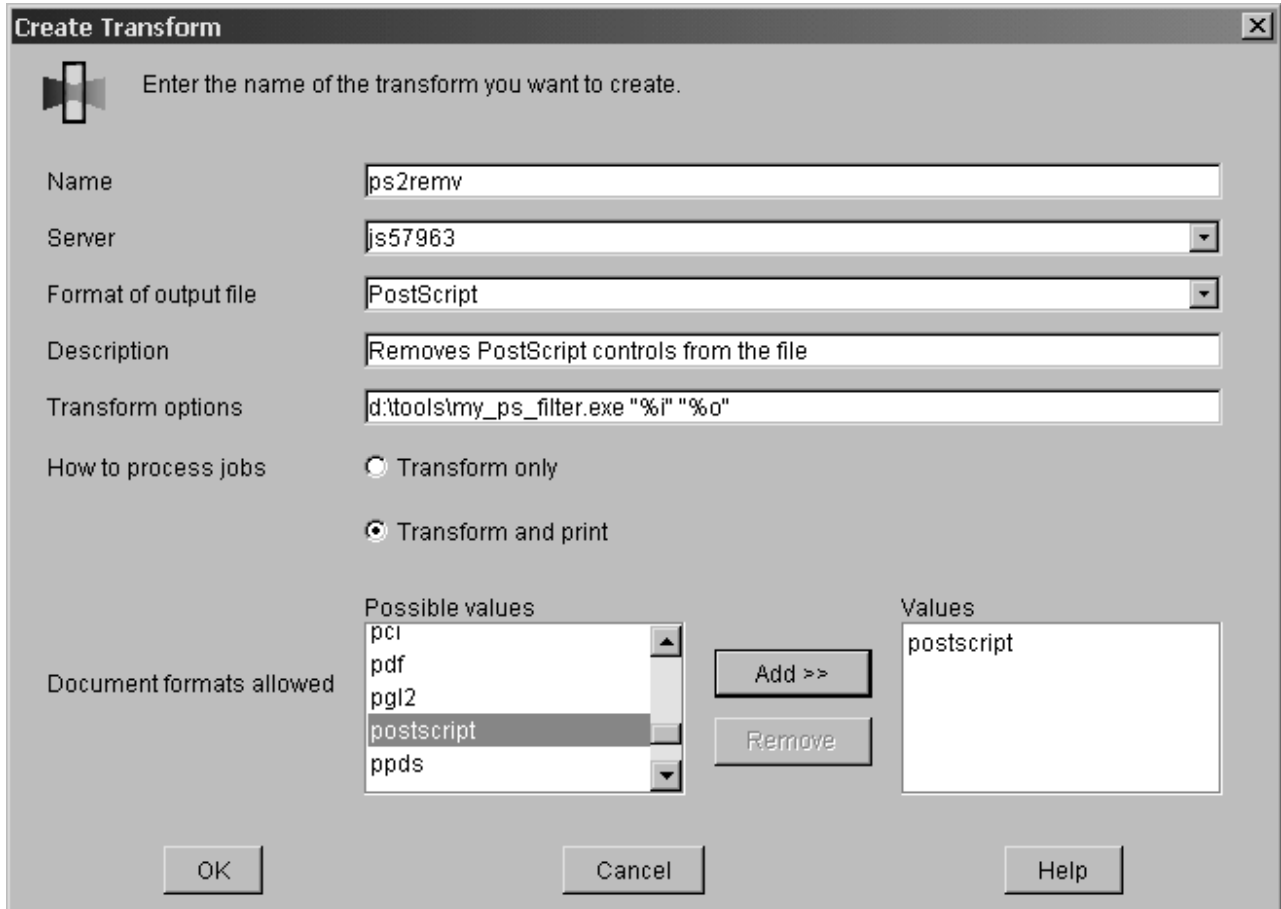 Create Transform
Enter the name of the transform you want to create.
Name
ps2remv
Server
js57963
Format of output file
PostScript
Description
Removes PostScript controls from the file
Transform options
d:\tools\my_ps_filter.exe "%i" "%o"
How to process jobs
Transform only
Transform and print
Document formats allowed
Possible values
pdf
pgl2
postscript
ppds
Add >>
Remove
Values
postscript
OK
Cancel
Help